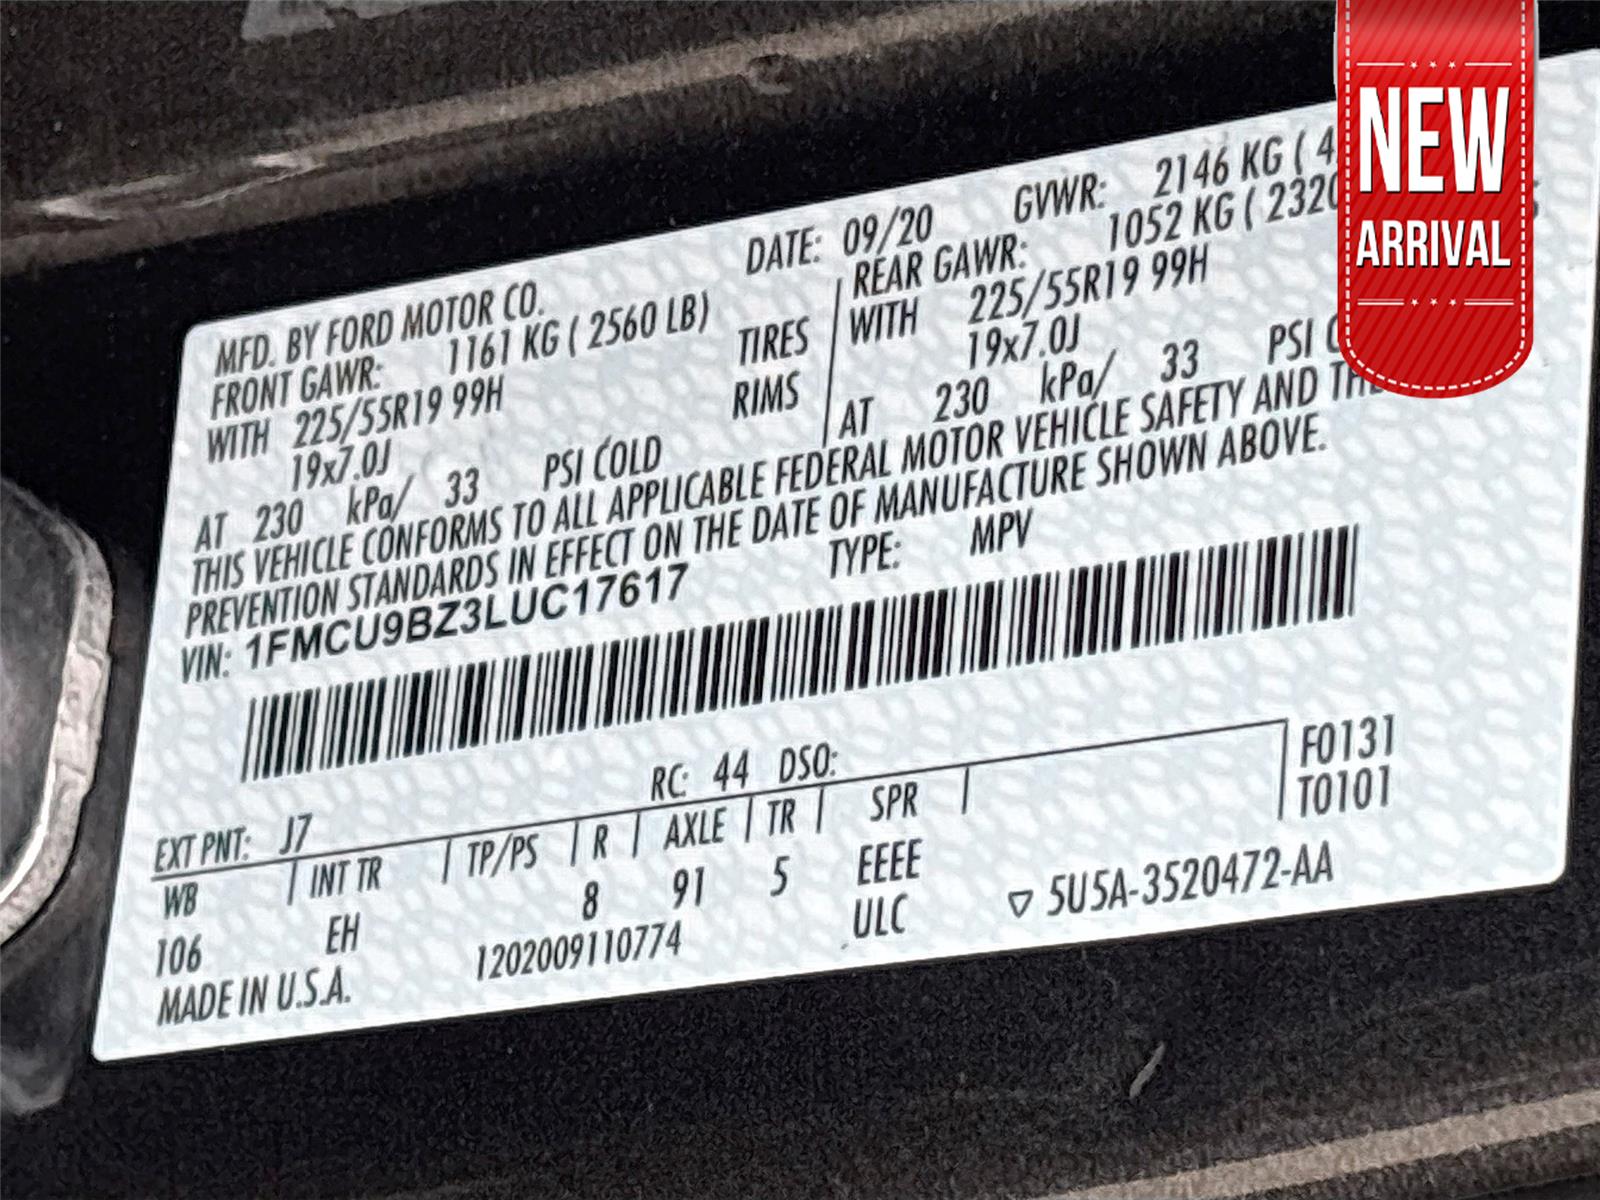 NEW
ARRIVAL
MFD. BY FORD MOTOR CO. DATE: 09/20 GVWR: 2146 KG ( 4
FRONT GAWR: 1161 KG ( 2560 LB) REAR GAWR: 1052 KG ( 2320
WITH 225/55R19 99H TIRES WITH 225/55R19 99H
19x7.0J RIMS 19x7.0J
AT 230 kPa/ 33 PSI COLD AT 230 kPa/ 33 PSI
THIS VEHICLE CONFORMS TO ALL APPLICABLE FEDERAL MOTOR VEHICLE SAFETY AND
PREVENTION STANDARDS IN EFFECT ON THE DATE OF MANUFACTURE SHOWN ABOVE.
VIN: 1FMCU9BZ3LUC17617 TYPE: MPV
F0131
T0101
EXT PNT: J7 RC: 44 DSO:
WB INT TR TP/PS R AXLE TR SPR
106 EH 8 91 5 EEEE
ULC
MADE IN U.S.A. 1202009110774 ▽ 5U5A-3520472-AA